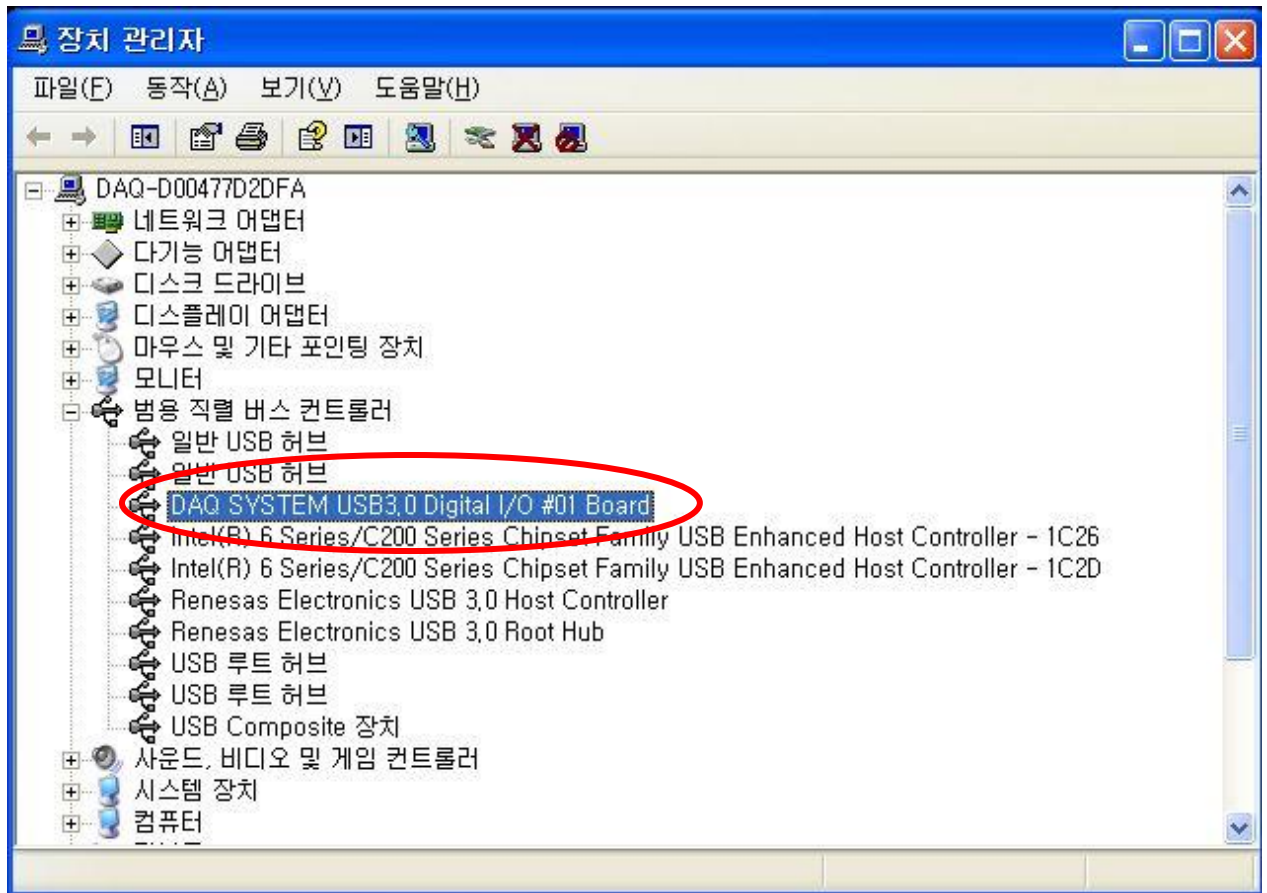 장치 관리자
파일(F) 동작(A) 보기(V) 도움말(H)
DAQ-D00477D2DFA
네트워크 어댑터
다기능 어댑터
디스크 드라이브
디스플레이 어댑터
마우스 및 기타 포인팅 장치
모니터
범용 직렬 버스 컨트롤러
일반 USB 허브
일반 USB 허브
DAQ SYSTEM USB3.0 Digital I/O #01 Board
Intel(R) 6 Series/C200 Series Chipset Family USB Enhanced Host Controller - 1C26
Intel(R) 6 Series/C200 Series Chipset Family USB Enhanced Host Controller - 1C2D
Renesas Electronics USB 3.0 Host Controller
Renesas Electronics USB 3.0 Root Hub
USB 루트 허브
USB 루트 허브
USB Composite 장치
사운드, 비디오 및 게임 컨트롤러
시스템 장치
컴퓨터